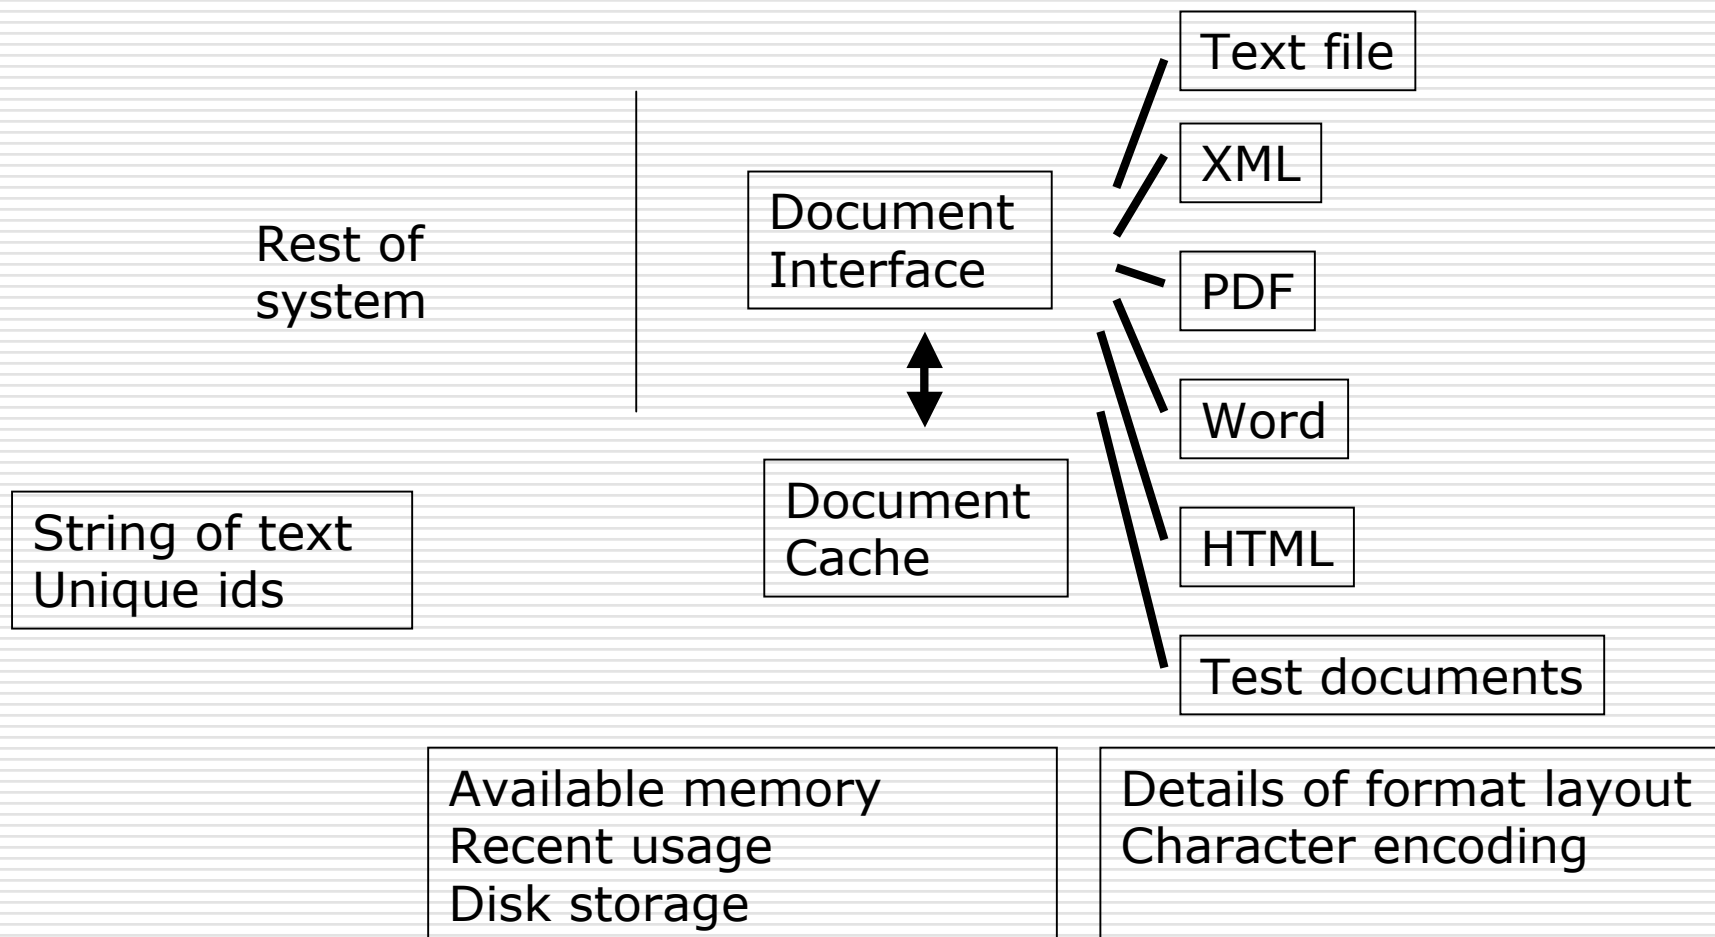 Text file
XML
Document
Interface
Rest of
system
PDF
Word
Document
Cache
String of text
Unique ids
HTML
Test documents
Available memory
Recent usage
Disk storage
Details of format layout
Character encoding